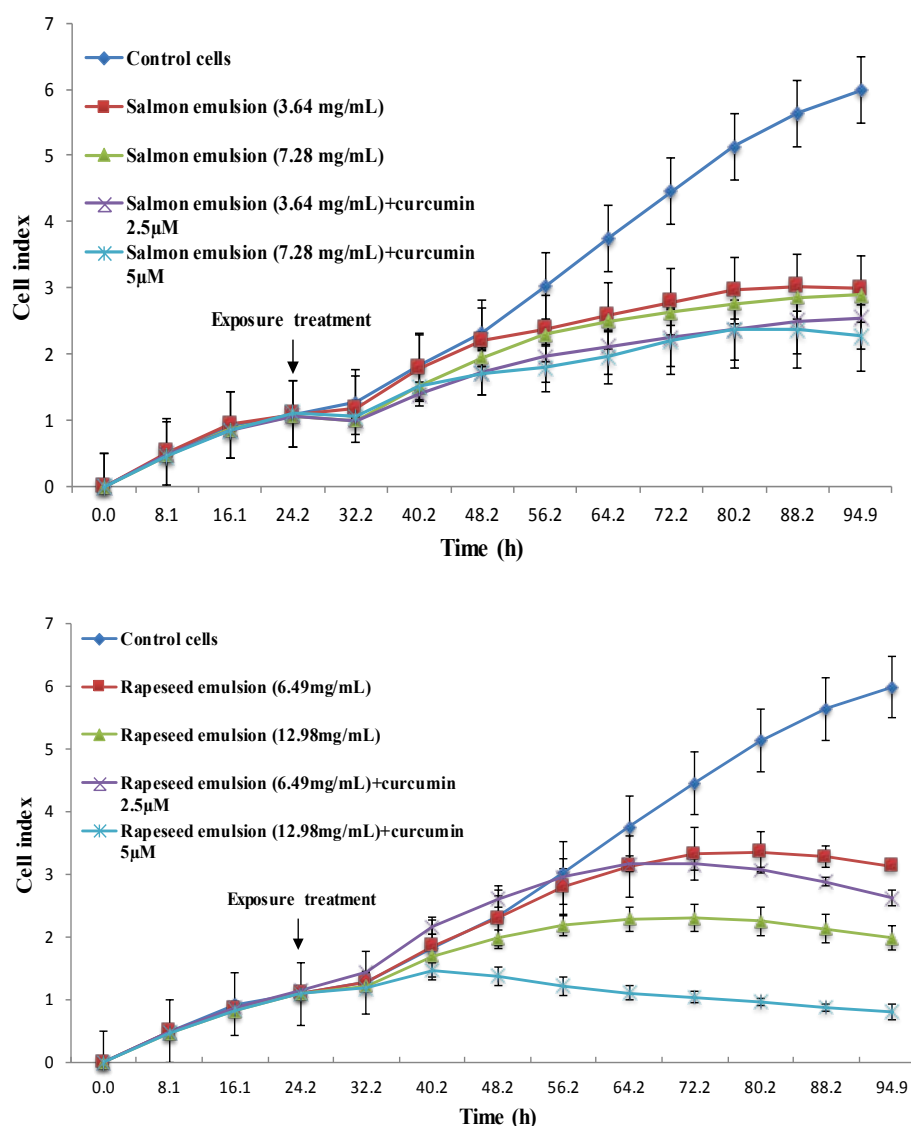 7
6
5
4
3
2
1
0
Cell index
Control cells
Salmon emulsion (3.64 mg/mL)
Salmon emulsion (7.28 mg/mL)
Salmon emulsion (3.64 mg/mL)+curcumin
2.5µM
Salmon emulsion (7.28 mg/mL)+curcumin
5µM
Exposure treatment
0.0 8.1 16.1 24.2 32.2 40.2 48.2 56.2 64.2 72.2 80.2 88.2 94.9
Time (h)
7
6
5
4
3
2
1
0
Cell index
Control cells
Rapeseed emulsion (6.49mg/mL)
Rapeseed emulsion (12.98mg/mL)
Rapeseed emulsion (6.49mg/mL)+curcumin
2.5µM
Rapeseed emulsion (12.98mg/mL)+curcumin
5µM
Exposure treatment
0.0 8.1 16.1 24.2 32.2 40.2 48.2 56.2 64.2 72.2 80.2 88.2 94.9
Time (h)